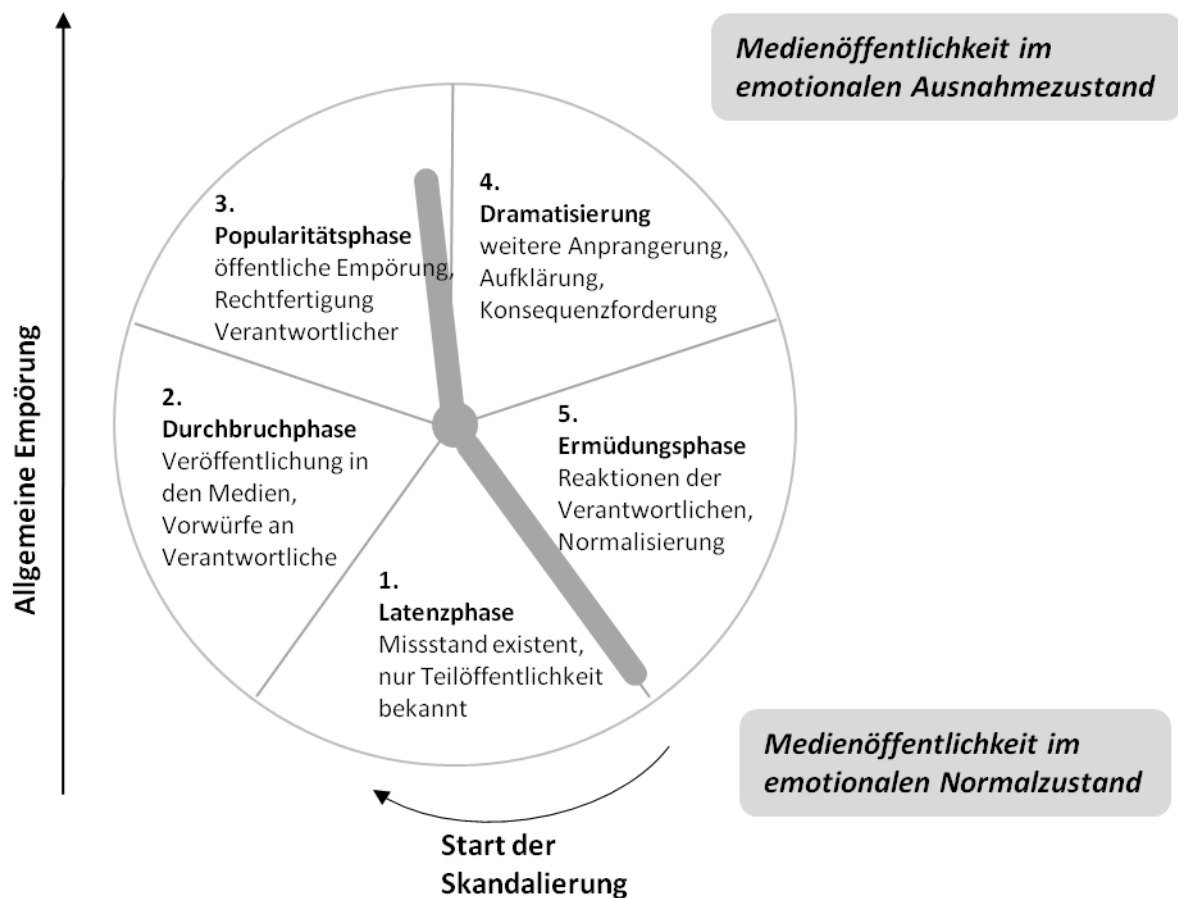 Medienöffentlichkeit im
emotionalen Ausnahmezustand
Allgemeine Empörung
3.
Popularitätsphase
öffentliche Empörung,
Rechtfertigung
Verantwortlicher
4.
Dramatisierung
weitere Anprangerung,
Aufklärung,
Konsequenzforderung
2.
Durchbruchphase
Veröffentlichung in
den Medien,
Vorwürfe an
Verantwortliche
5.
Ermüdungsphase
Reaktionen der
Verantwortlichen,
Normalisierung
1.
Latenzphase
Missstand existent,
nur Teilöffentlichkeit
bekannt
Medienöffentlichkeit im
emotionalen Normalzustand
Start der
Skandalierung